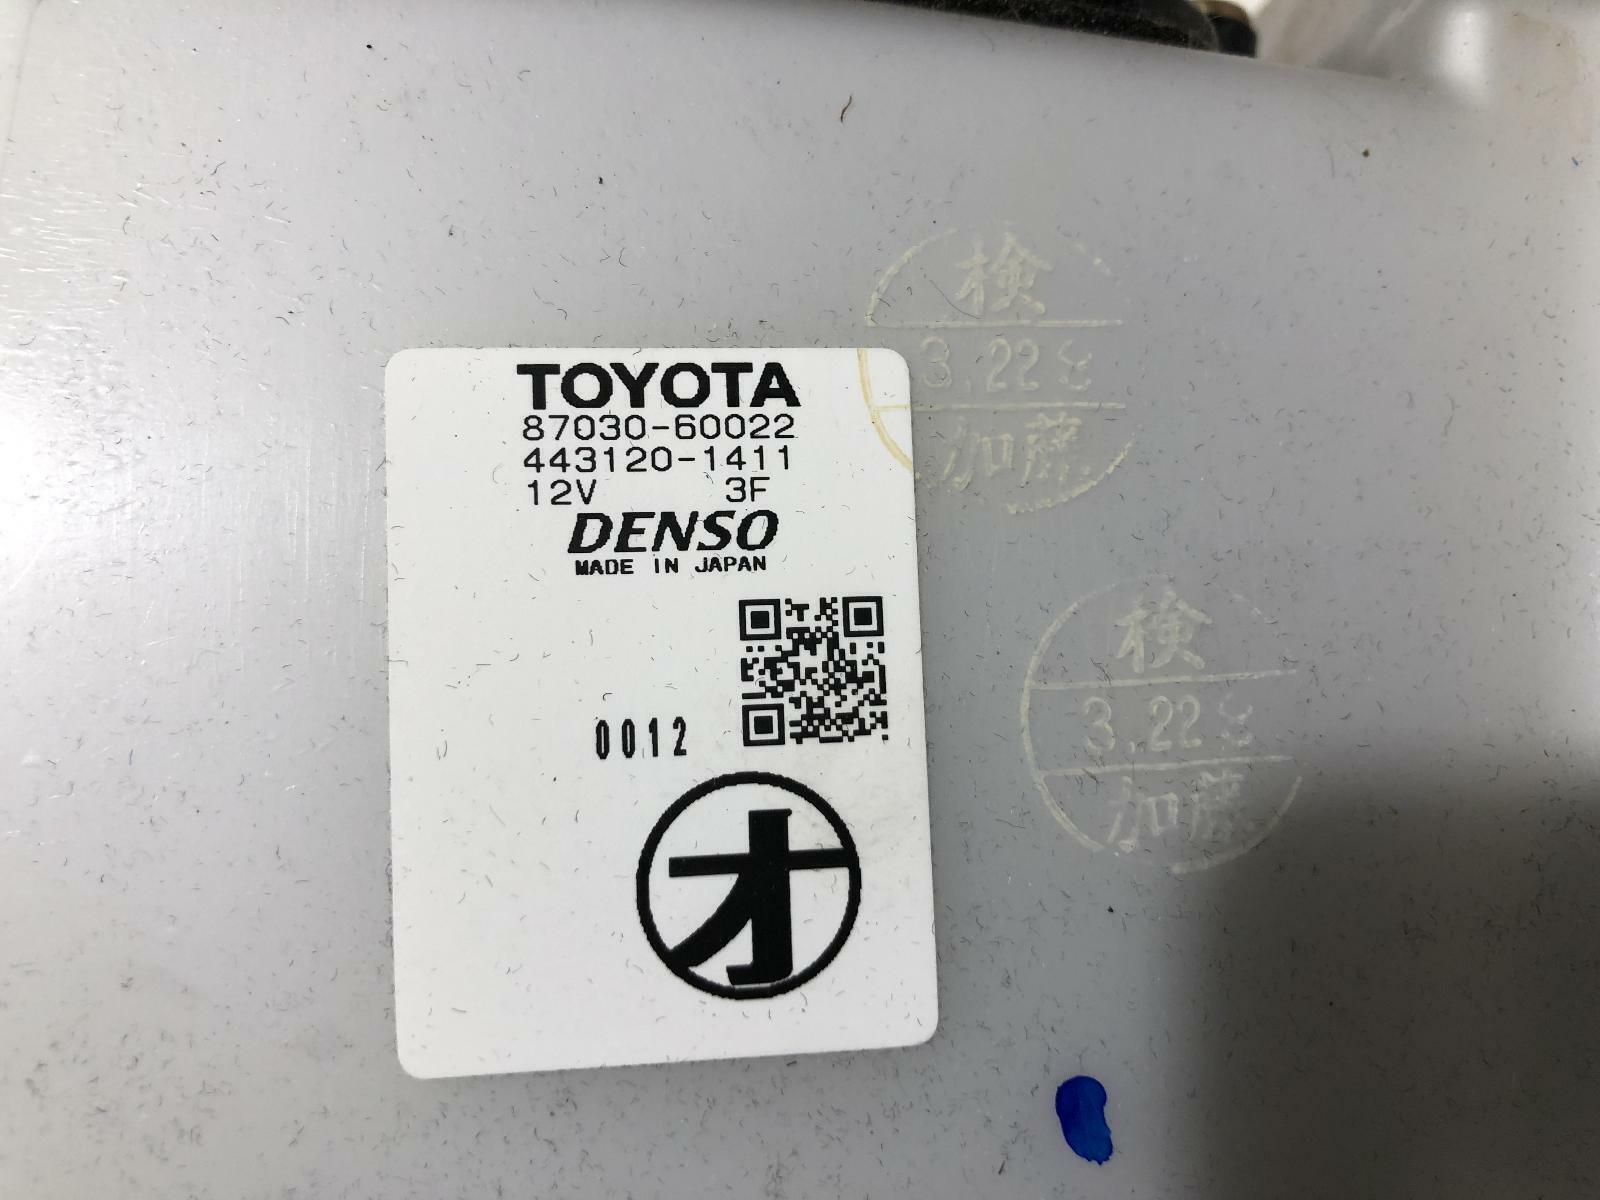 TOYOTA
87030-60022
443120-1411
12V 3F
DENSO
MADE IN JAPAN
0012
オ
検
3.22
加藤
検
3.22
加藤